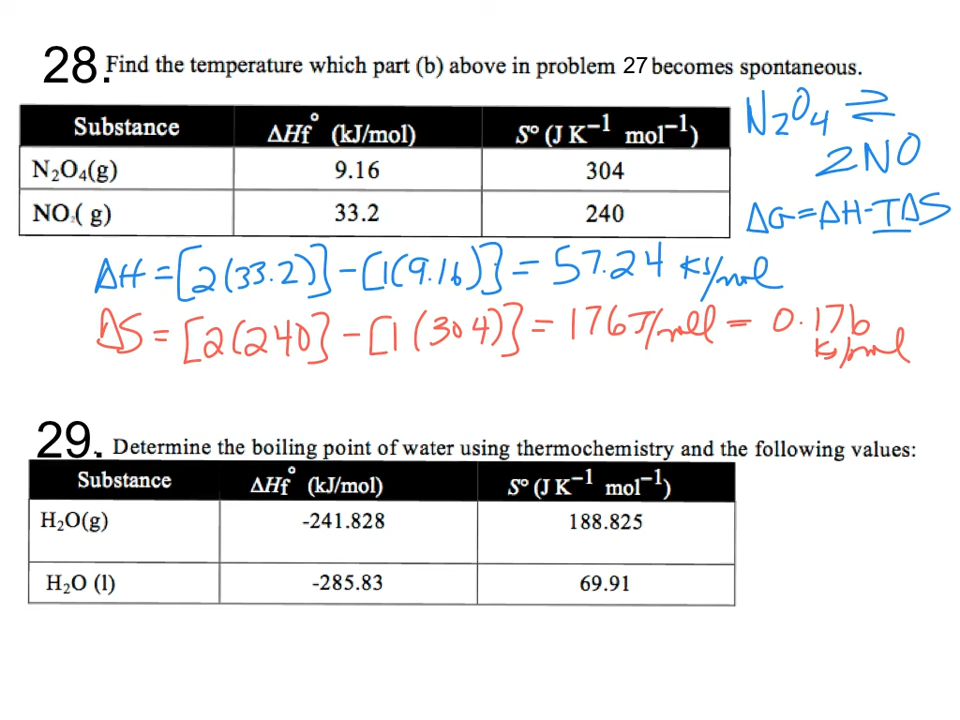 28. Find the temperature which part (b) above in problem 27 becomes spontaneous.
Substance ΔHf° (kJ/mol) S° (J K⁻¹ mol⁻¹)
N₂O₄(g) 9.16 304
NO₂( g) 33.2 240
N₂O₄ ⇌
2NO
ΔG=ΔH-TΔS
ΔH=[2(33.2)]-[1(9.16)]=57.24 kJ/mol
ΔS=[2(240]-[1(304)]=176J/mol=0.176
kJ/mol
29. Determine the boiling point of water using thermochemistry and the following values:
Substance ΔHf° (kJ/mol) S° (J K⁻¹ mol⁻¹)
H₂O(g) -241.828 188.825
H₂O (l) -285.83 69.91